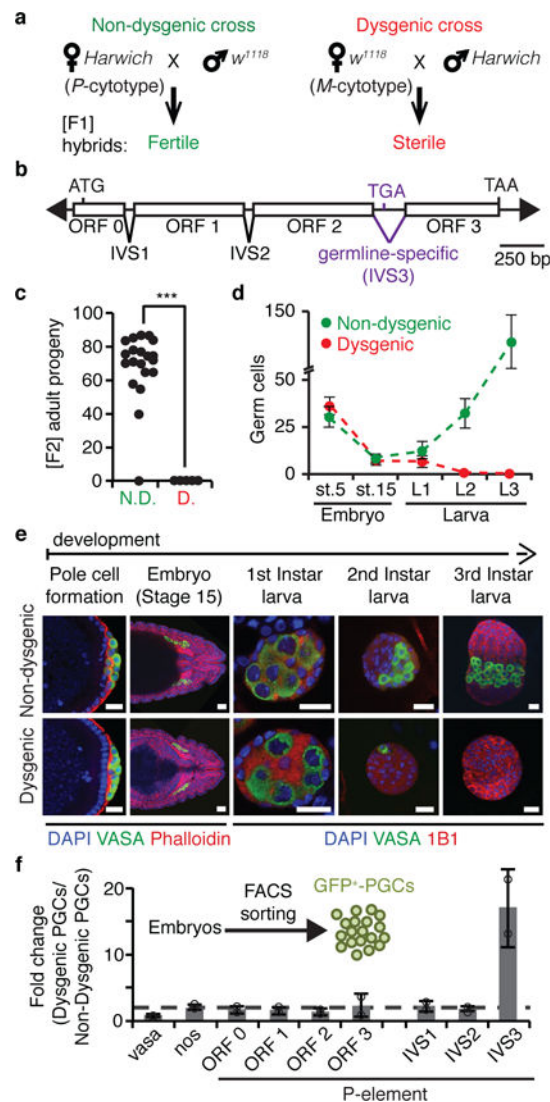 a
Non-dysgenic cross Dysgenic cross
♀ Harwich X ♂ w1118 ♀ w1118 X ♂ Harwich
(P-cytotype) (M-cytotype)
[F1] hybrids: Fertile Sterile
b
ATG TGA TAA
ORF 0 ORF 1 ORF 2 ORF 3
IVS1 IVS2 germline-specific (IVS3) 250 bp
c
[F2] adult progeny
100
80
60
40
20
0
***
N.D. D.
d
Germ cells
150
50
25
0
Non-dysgenic
Dysgenic
st.5 st.15 L1 L2 L3
Embryo Larva
e
development
Pole cell formation Embryo (Stage 15) 1st Instar larva 2nd Instar larva 3rd Instar larva
Non-dysgenic
Dysgenic
DAPI VASA Phalloidin DAPI VASA 1B1
f
Fold change (Dysgenic PGCs/ Non-Dysgenic PGCs)
20
10
0
Embryos FACS sorting GFP+-PGCs
vasa nos ORF 0 ORF 1 ORF 2 ORF 3 IVS1 IVS2 IVS3
P-element